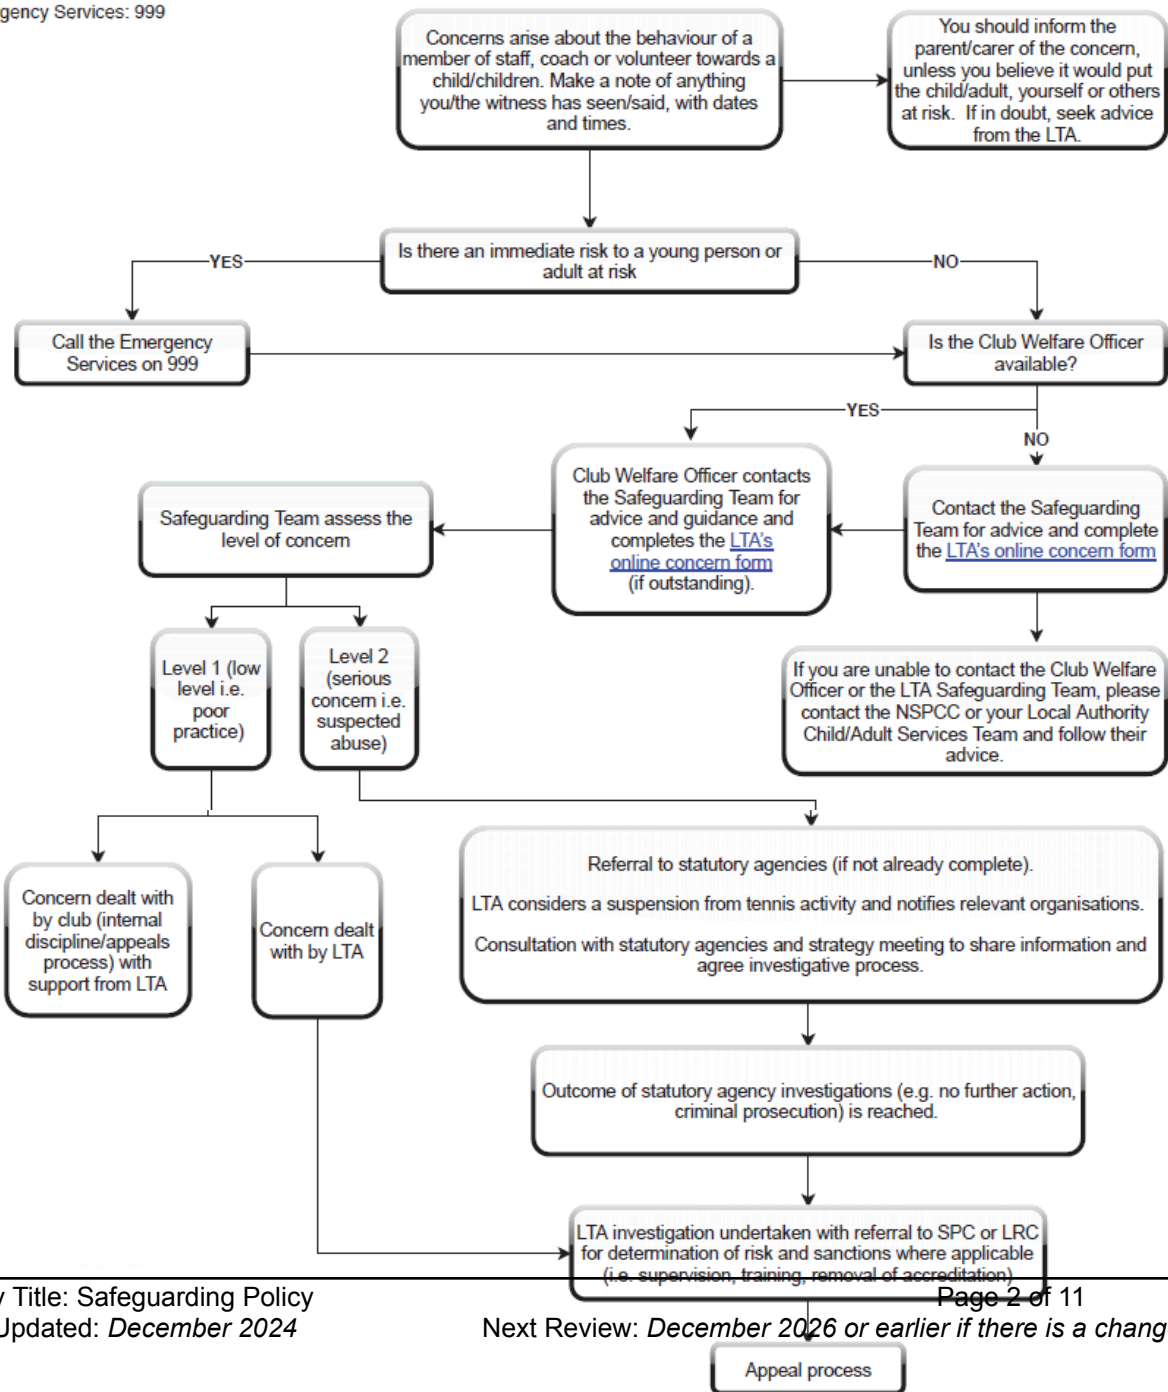 gency Services: 999
Concerns arise about the behaviour of a
member of staff, coach or volunteer towards a
child/children. Make a note of anything
you/the witness has seen/said, with dates
and times.
You should inform the
parent/carer of the concern,
unless you believe it would put
the child/adult, yourself or others
at risk. If in doubt, seek advice
from the LTA.
Is there an immediate risk to a young person or
adult at risk
YES
NO
Call the Emergency
Services on 999
Is the Club Welfare Officer
available?
YES
NO
Club Welfare Officer contacts
the Safeguarding Team for
advice and guidance and
completes the LTA's
online concern form
(if outstanding).
Contact the Safeguarding
Team for advice and complete
the LTA's online concern form
Safeguarding Team assess the
level of concern
Level 1 (low
level i.e.
poor
practice)
Level 2
(serious
concern i.e.
suspected
abuse)
If you are unable to contact the Club Welfare
Officer or the LTA Safeguarding Team, please
contact the NSPCC or your Local Authority
Child/Adult Services Team and follow their
advice.
Concern dealt with
by club (internal
discipline/appeals
process) with
support from LTA
Concern dealt
with by LTA
Referral to statutory agencies (if not already complete).
LTA considers a suspension from tennis activity and notifies relevant organisations.
Consultation with statutory agencies and strategy meeting to share information and
agree investigative process.
Outcome of statutory agency investigations (e.g. no further action,
criminal prosecution) is reached.
LTA investigation undertaken with referral to SPC or LRC
for determination of risk and sanctions where applicable
(i.e. supervision, training, removal of accreditation)
y Title: Safeguarding Policy
Page 2 of 11
Updated: December 2024
Next Review: December 2026 or earlier if there is a change
Appeal process